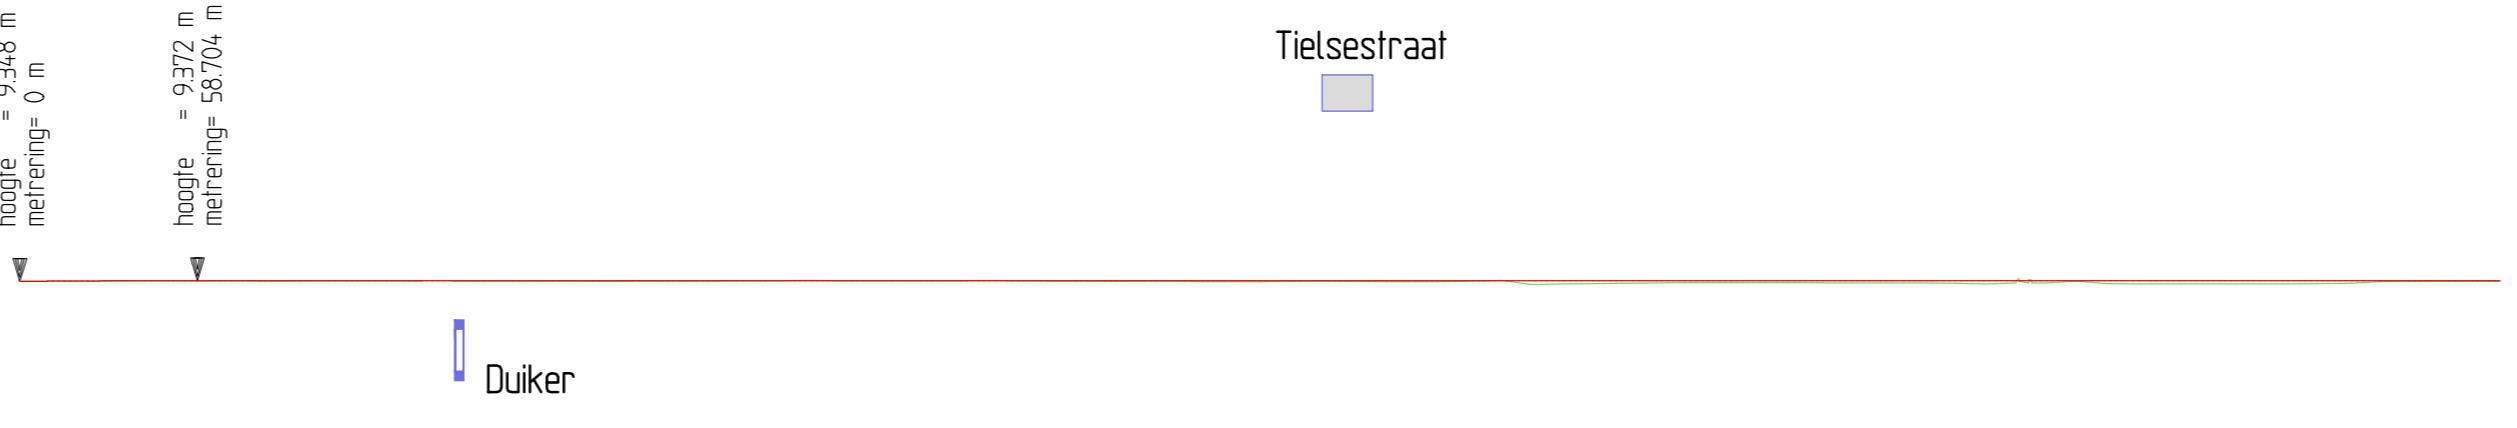 hoogte = 9.348 m
metrering= 0 m
hoogte = 9.372 m
metrering= 58.704 m
Tielsestraat
Duiker